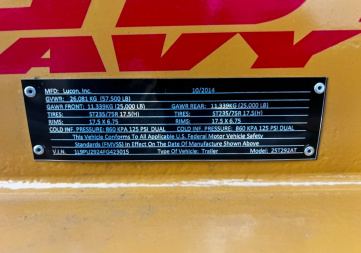 AVY
MFD: Lucon, Inc. 10/2014
GVWR: 26,081 KG (57,500 LB)
GAWR FRONT: 11,339KG (25,000 LB) GAWR REAR: 11,339KG (25,000 LB)
TIRES: ST235/75R 17.5(H) TIRES: ST235/75R 17.5(H)
RIMS: 17.5 X 6.75 RIMS: 17.5 X 6.75
COLD INF. PRESSURE: 860 KPA 125 PSI DUAL COLD INF. PRESSURE: 860 KPA 125 PSI DUAL
This Vehicle Conforms To All Applicable U.S. Federal Motor Vehicle Safety
Standards (FMVSS) In Effect On The Date Of Manufacture Shown Above
V.I.N. 1L9PU2924FG423015 Type Of Vehicle: Trailer Model: 25T292AT